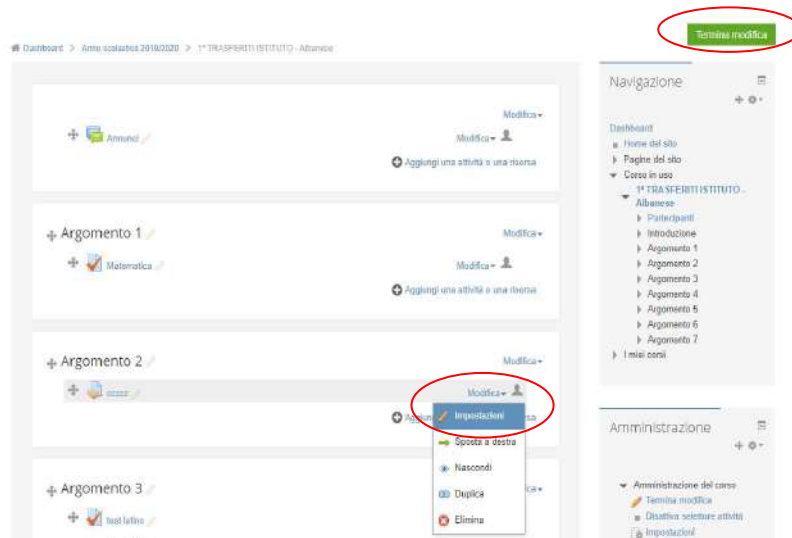 Termina modifica
Dashboard > Anno scolastico 2019/2020 > 1ª TRASFERITI ISTITUTO - Albanese
Modifica
Annunci
Modifica
Aggiungi una attività o una risorsa
Argomento 1
Modifica
Matematica
Modifica
Aggiungi una attività o una risorsa
Argomento 2
Modifica
Modifica
Impostazioni
Sposta a destra
Nascondi
Duplica
Elimina
Argomento 3
test latino
Navigazione
Dashboard
Home del sito
Pagine del sito
Corso in uso
1ª TRASFERITI ISTITUTO -
Albanese
Partecipanti
Introduzione
Argomento 1
Argomento 2
Argomento 3
Argomento 4
Argomento 5
Argomento 6
Argomento 7
I miei corsi
Amministrazione
Amministrazione del corso
Termina modifica
Disattiva selettore attività
Impostazioni